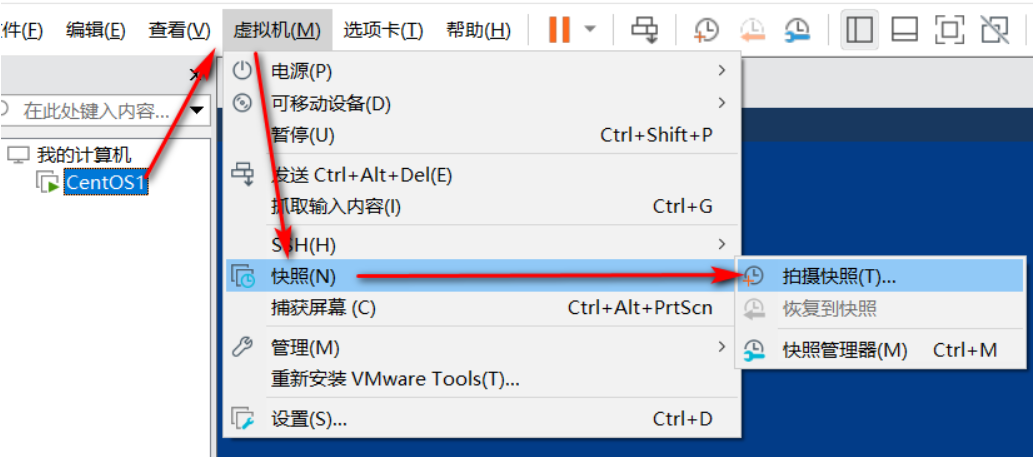 件(F) 编辑(E) 查看(V) 虚拟机(M) 选项卡(T) 帮助(H)
在此处键入内容...
我的计算机
CentOS1
电源(P)
可移动设备(D)
暂停(U) Ctrl+Shift+P
发送 Ctrl+Alt+Del(E)
抓取输入内容(I) Ctrl+G
SSH(H)
快照(N)
捕获屏幕 (C) Ctrl+Alt+PrtScn
管理(M)
重新安装 VMware Tools(T)...
设置(S)... Ctrl+D
拍摄快照(T)...
恢复到快照
快照管理器(M) Ctrl+M